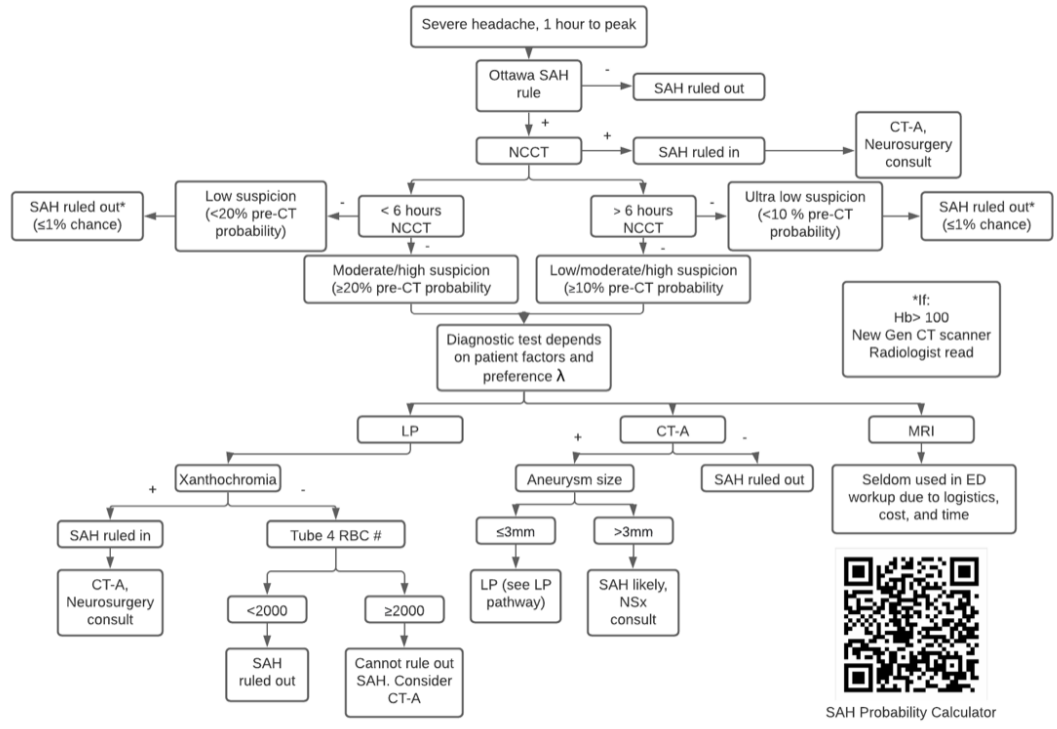 Severe headache, 1 hour to peak
Ottawa SAH
rule
-
SAH ruled out
+
NCCT
+
SAH ruled in
CT-A,
Neurosurgery
consult
SAH ruled out*
(≤1% chance)
Low suspicion
(<20% pre-CT
probability)
-
< 6 hours
NCCT
-
> 6 hours
NCCT
-
-
Ultra low suspicion
(<10 % pre-CT
probability)
SAH ruled out*
(≤1% chance)
Moderate/high suspicion
(≥20% pre-CT probability
Low/moderate/high suspicion
(≥10% pre-CT probability
*If:
Hb> 100
New Gen CT scanner
Radiologist read
Diagnostic test depends
on patient factors and
preference λ
LP
CT-A
MRI
+
-
Xanthochromia
Aneurysm size
SAH ruled out
Seldom used in ED
workup due to logistics,
cost, and time
+
-
SAH ruled in
Tube 4 RBC #
≤3mm
>3mm
CT-A,
Neurosurgery
consult
<2000
≥2000
LP (see LP
pathway)
SAH likely,
NSx
consult
SAH
ruled out
Cannot rule out
SAH. Consider
CT-A
SAH Probability Calculator